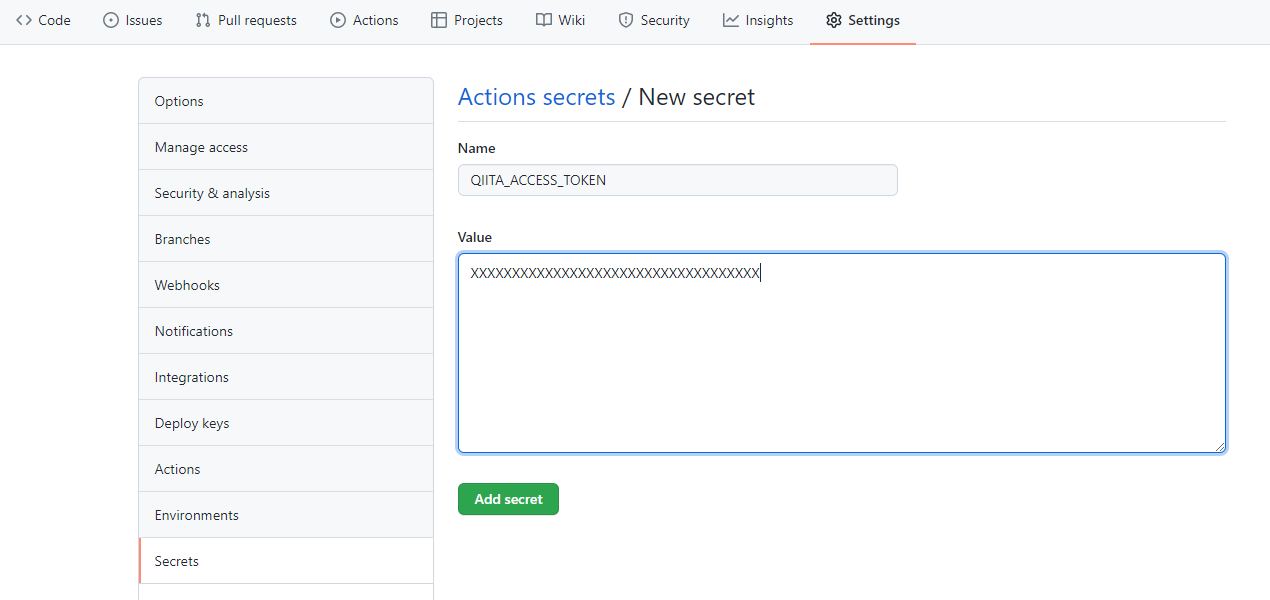 Code Issues Pull requests Actions Projects Wiki Security Insights Settings
Options
Manage access
Security & analysis
Branches
Webhooks
Notifications
Integrations
Deploy keys
Actions
Environments
Secrets
Actions secrets / New secret
Name
QIITA_ACCESS_TOKEN
Value
XXXXXXXXXXXXXXXXXXXXXXXXXXXXXXXXXXX
Add secret